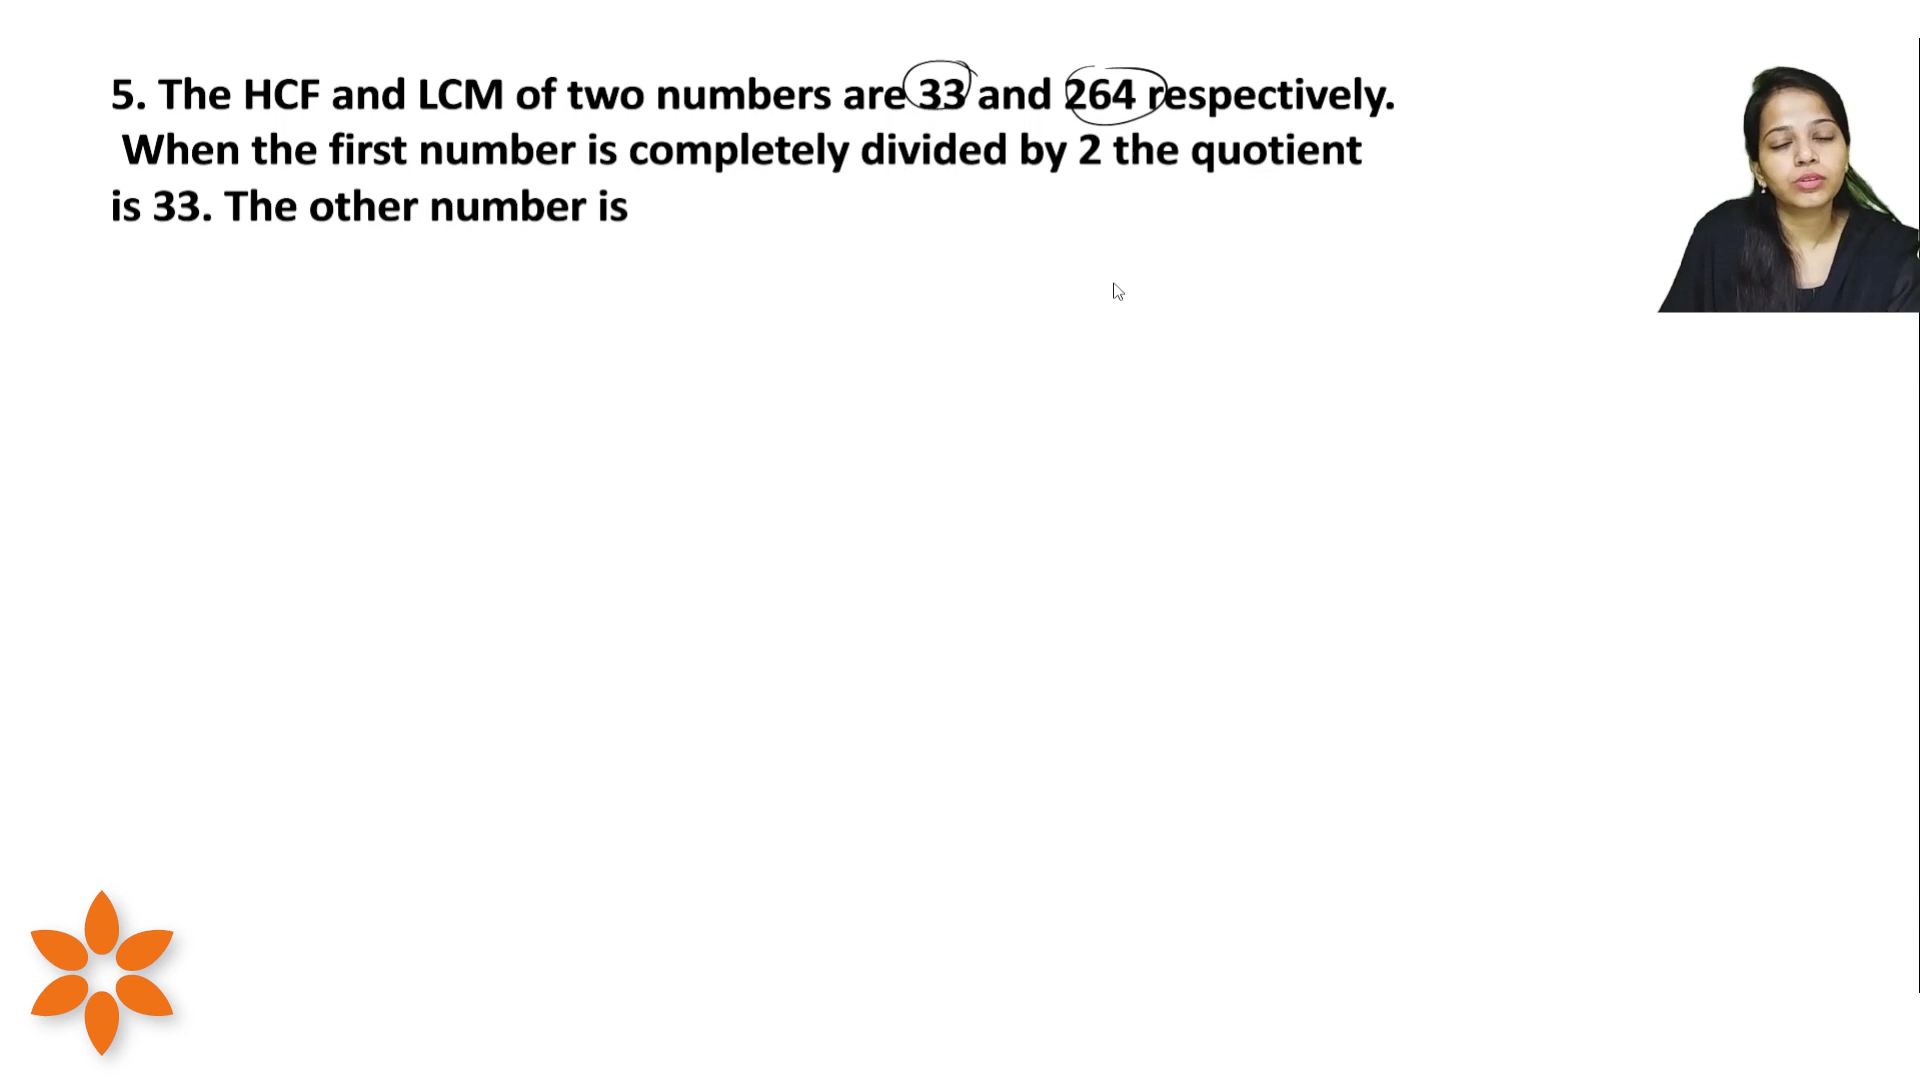 5. The HCF and LCM of two numbers are 33 and 264 respectively.
When the first number is completely divided by 2 the quotient
is 33. The other number is